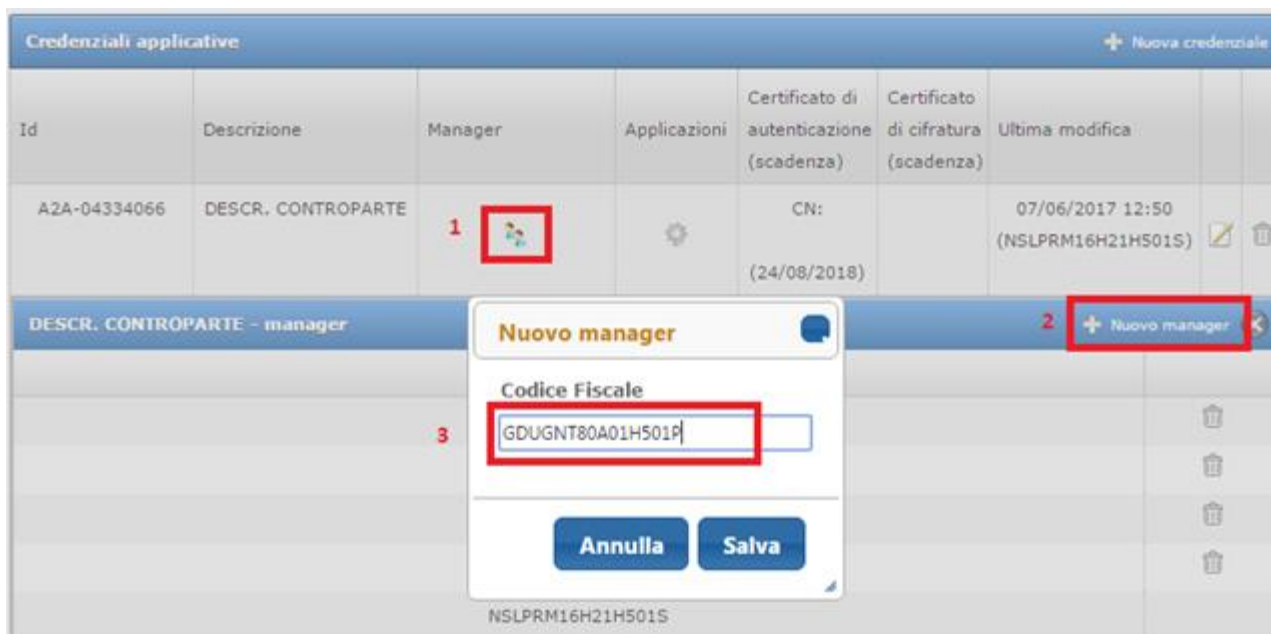 Credenziali applicative
Nuova credenziale
Id
Descrizione
Manager
Applicazioni
Certificato di
autenticazione
(scadenza)
Certificato
di cifratura
(scadenza)
Ultima modifica
A2A-04334066
DESCR. CONTROPARTE
1
CN:
(24/08/2018)
07/06/2017 12:50
(NSLPRM16H21H501S)
DESCR. CONTROPARTE - manager
2
Nuovo manager
Nuovo manager
Codice Fiscale
3
GDUGNT80A01H501P
Annulla
Salva
NSLPRM16H21H501S